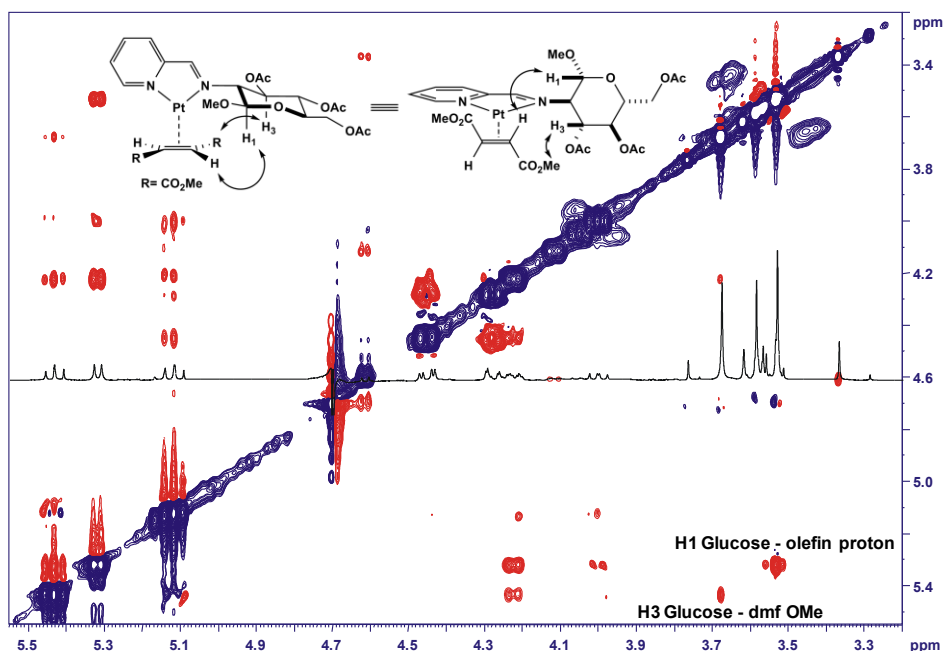 ppm
3.4
3.8
4.2
4.6
5.0
5.4
N
N
Pt
OAc
MeO
O
OAc
OAc
H3
H1
H
R
R
H
R= CO2Me
MeO
H1
O
OAc
N
N
Pt
H
H3
MeO2C
OAc
OAc
CO2Me
H
H1 Glucose - olefin proton
H3 Glucose - dmf OMe
5.5 5.3 5.1 4.9 4.7 4.5 4.3 4.1 3.9 3.7 3.5 3.3 ppm